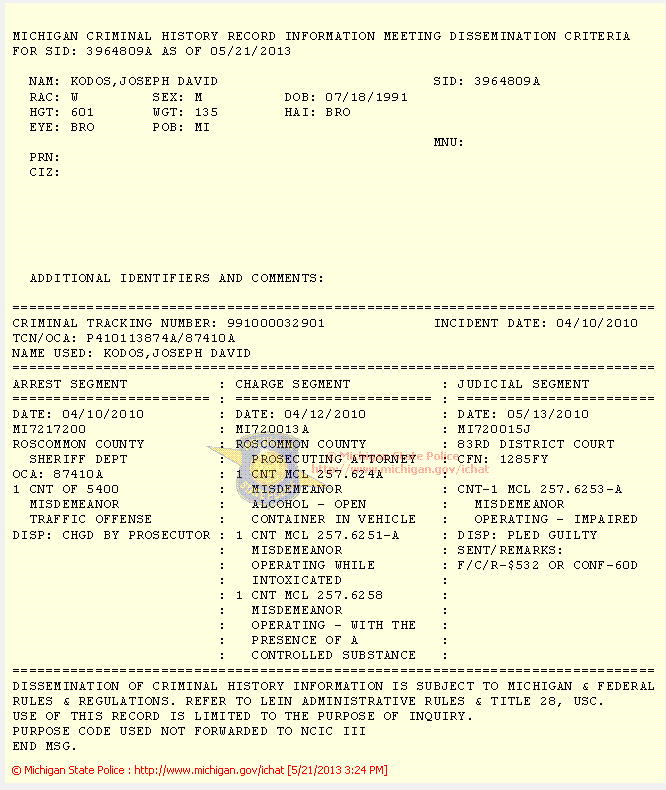 MICHIGAN CRIMINAL HISTORY RECORD INFORMATION MEETING DISSEMINATION CRITERIA
FOR SID: 3964809A AS OF 05/21/2013
NAM: KODOS,JOSEPH DAVID SID: 3964809A
RAC: W SEX: M DOB: 07/18/1991
HGT: 601 WGT: 135 HAI: BRO
EYE: BRO POB: MI
MNU:
PRN:
CIZ:
ADDITIONAL IDENTIFIERS AND COMMENTS:
==============================================================================
CRIMINAL TRACKING NUMBER: 991000032901 INCIDENT DATE: 04/10/2010
TCN/OCA: P410113874A/87410A
NAME USED: KODOS,JOSEPH DAVID
==============================================================================
ARREST SEGMENT : CHARGE SEGMENT : JUDICIAL SEGMENT
======================== : ======================== : ========================
DATE: 04/10/2010 : DATE: 04/12/2010 : DATE: 05/13/2010
MI7217200 : MI720013A : MI720015J
ROSCOMMON COUNTY : ROSCOMMON COUNTY : 83RD DISTRICT COURT
SHERIFF DEPT : PROSECUTING ATTORNEY : CFN: 1285FY
OCA: 87410A : 1 CNT MCL 257.624A :
1 CNT OF 5400 : MISDEMEANOR : CNT-1 MCL 257.6253-A
MISDEMEANOR : ALCOHOL - OPEN : MISDEMEANOR
TRAFFIC OFFENSE : CONTAINER IN VEHICLE : OPERATING - IMPAIRED
DISP: CHGD BY PROSECUTOR : 1 CNT MCL 257.6251-A : DISP: PLED GUILTY
: MISDEMEANOR : SENT/REMARKS:
: OPERATING WHILE : F/C/R-$532 OR CONF-60D
: INTOXICATED :
: 1 CNT MCL 257.6258 :
: MISDEMEANOR :
: OPERATING - WITH THE :
: PRESENCE OF A :
: CONTROLLED SUBSTANCE :
© Michigan State Police
http://www.michigan.gov/ichat
==============================================================================
DISSEMINATION OF CRIMINAL HISTORY INFORMATION IS SUBJECT TO MICHIGAN & FEDERAL
RULES & REGULATIONS. REFER TO LEIN ADMINISTRATIVE RULES & TITLE 28, USC.
USE OF THIS RECORD IS LIMITED TO THE PURPOSE OF INQUIRY.
PURPOSE CODE USED NOT FORWARDED TO NCIC III
END MSG.
© Michigan State Police : http://www.michigan.gov/ichat [5/21/2013 3:24 PM]